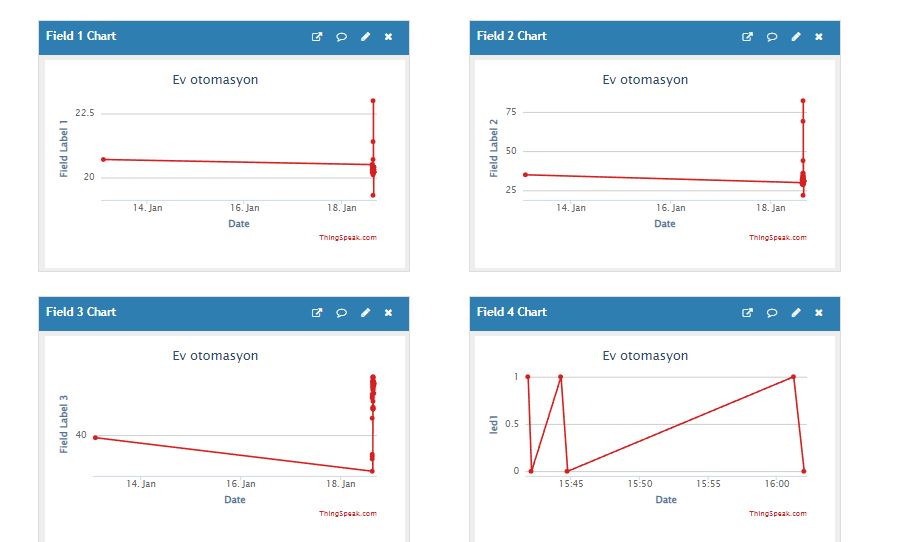 Field 1 Chart
Ev otomasyon
Field Label 1
22.5
20
14. Jan 16. Jan 18. Jan
Date
ThingSpeak.com
Field 2 Chart
Ev otomasyon
Field Label 2
75
50
25
14. Jan 16. Jan 18. Jan
Date
ThingSpeak.com
Field 3 Chart
Ev otomasyon
Field Label 3
40
14. Jan 16. Jan 18. Jan
Date
ThingSpeak.com
Field 4 Chart
Ev otomasyon
led1
1
0.5
0
15:45 15:50 15:55 16:00
Date
ThingSpeak.com